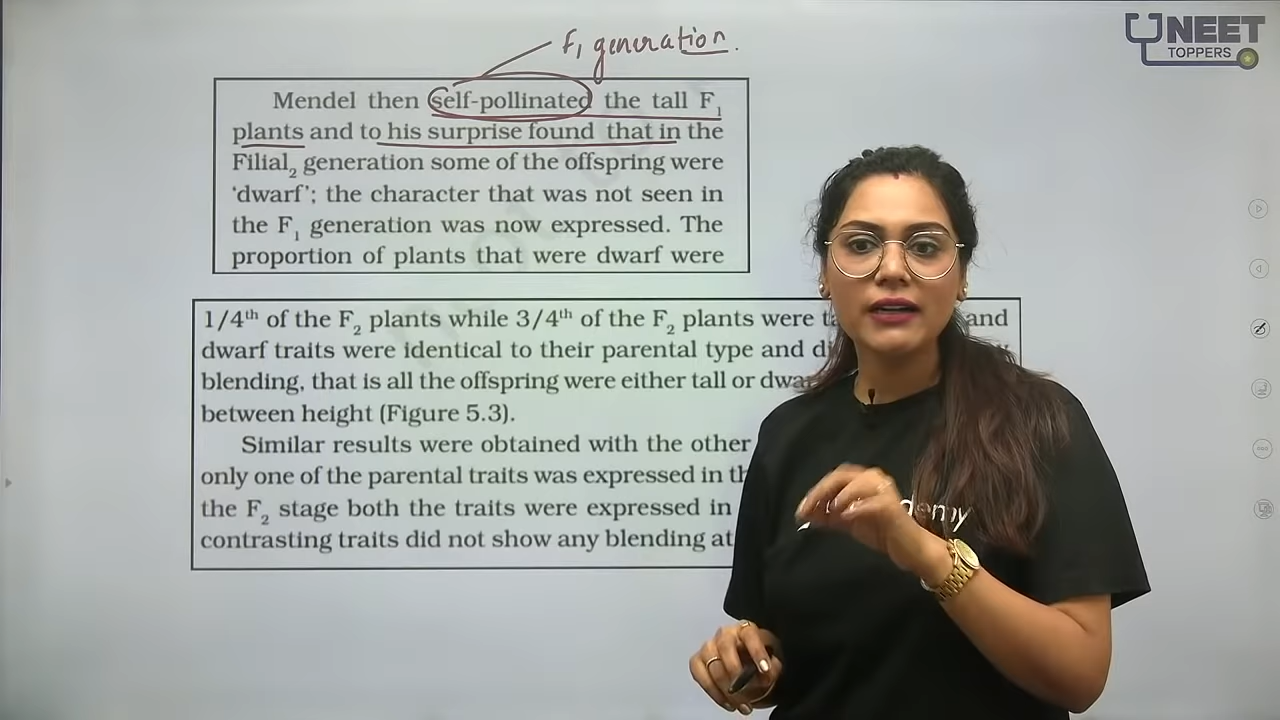 F₁ generation.
NEET
TOPPERS
Mendel then self-pollinated the tall F₁
plants and to his surprise found that in the
Filial₂ generation some of the offspring were
‘dwarf’; the character that was not seen in
the F₁ generation was now expressed. The
proportion of plants that were dwarf were
1/4ᵗʰ of the F₂ plants while 3/4ᵗʰ of the F₂ plants were and
dwarf traits were identical to their parental type and
blending, that is all the offspring were either tall or
between height (Figure 5.3).
Similar results were obtained with the other
only one of the parental traits was expressed in
the F₂ stage both the traits were expressed in
contrasting traits did not show any blending at